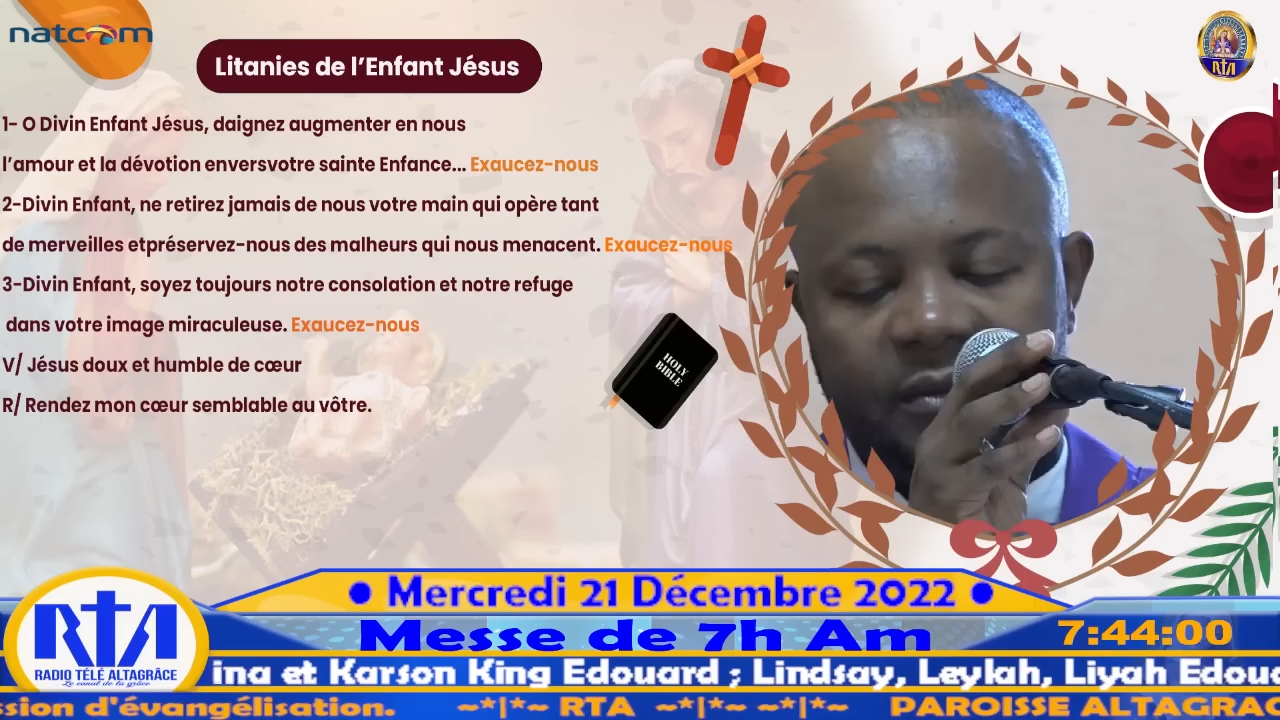 natcom
Litanies de l'Enfant Jésus
1- O Divin Enfant Jésus, daignez augmenter en nous
l'amour et la dévotion enversvotre sainte Enfance... Exaucez-nous
2-Divin Enfant, ne retirez jamais de nous votre main qui opère tant
de merveilles etpréservez-nous des malheurs qui nous menacent. Exaucez-nous
3-Divin Enfant, soyez toujours notre consolation et notre refuge
dans votre image miraculeuse. Exaucez-nous
V/ Jésus doux et humble de cœur
R/ Rendez mon cœur semblable au vôtre.
HOLY
BIBLE
RTA
• Mercredi 21 Décembre 2022 •
Messe de 7h Am
7:44:00
RTA
RADIO TÉLÉ ALTAGRÂCE
Le canal de la grâce
ina et Karson King Edouard ; Lindsay, Leylah, Liyah Edoua
ssion d'évangélisation. ~*|*~ RTA ~*|*~ ~*|*~ PAROISSE ALTAGRAC